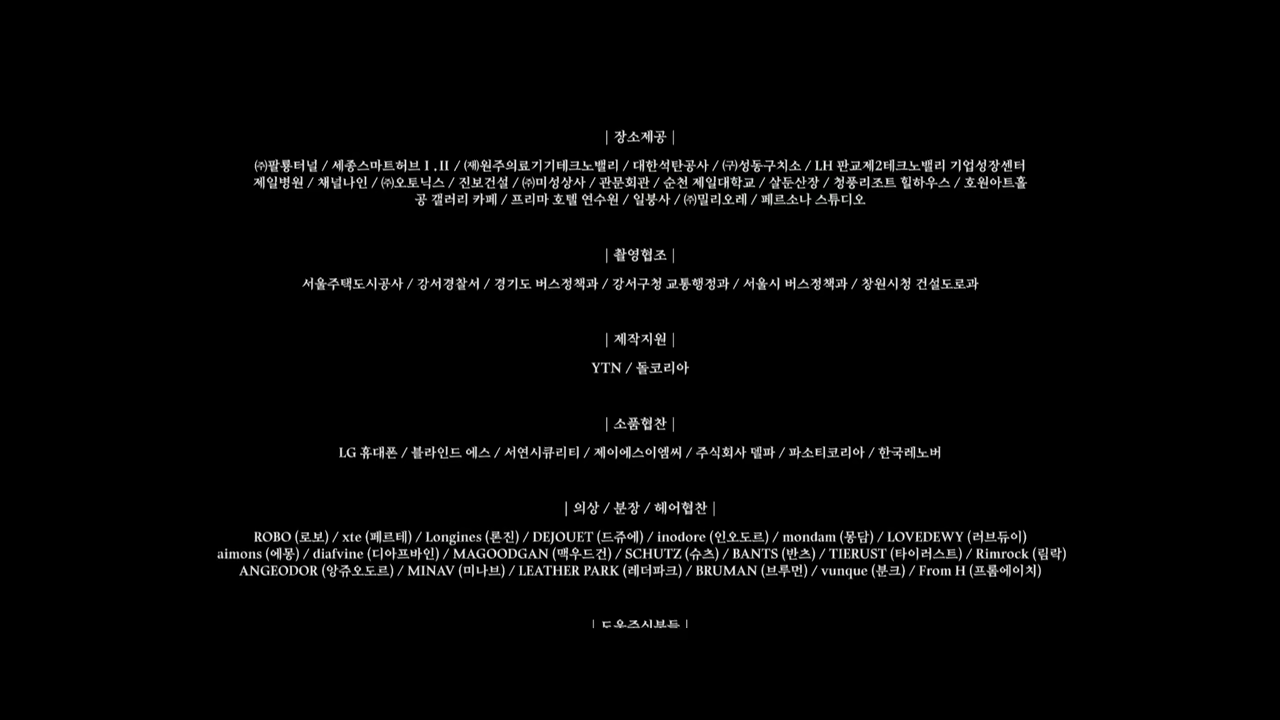 | 장소제공 |
㈜팔룡터널 / 세종스마트허브 I . II / ㈶원주의료기기테크노밸리 / 대한석탄공사 / ㈎성동구치소 / LH 판교제2테크노밸리 기업성장센터
제일병원 / 채널나인 / ㈜오토닉스 / 진보건설 / ㈜미성상사 / 관문회관 / 순천 제일대학교 / 살둔산장 / 청풍리조트 힐하우스 / 호원아트홀
공 갤러리 카페 / 프리마 호텔 연수원 / 일붕사 / ㈜밀리오레 / 페르소나 스튜디오
| 촬영협조 |
서울주택도시공사 / 강서경찰서 / 경기도 버스정책과 / 강서구청 교통행정과 / 서울시 버스정책과 / 창원시청 건설도로과
| 제작지원 |
YTN / 돌코리아
| 소품협찬 |
LG 휴대폰 / 블라인드 에스 / 서연시큐리티 / 제이에스이엠씨 / 주식회사 델파 / 파소티코리아 / 한국레노버
| 의상 / 분장 / 헤어협찬 |
ROBO (로보) / xte (페르테) / Longines (론진) / DEJOUET (드쥬에) / inodore (인오도르) / mondam (몽담) / LOVEDEWY (러브듀이)
aimons (에몽) / diafvine (디아프바인) / MAGOODGAN (맥우드건) / SCHUTZ (슈츠) / BANTS (반츠) / TIERUST (타이러스트) / Rimrock (림락)
ANGEODOR (앙쥬오도르) / MINAV (미나브) / LEATHER PARK (레더파크) / BRUMAN (브루먼) / vunque (분크) / From H (프롬에이치)
| 도움주신분들 |